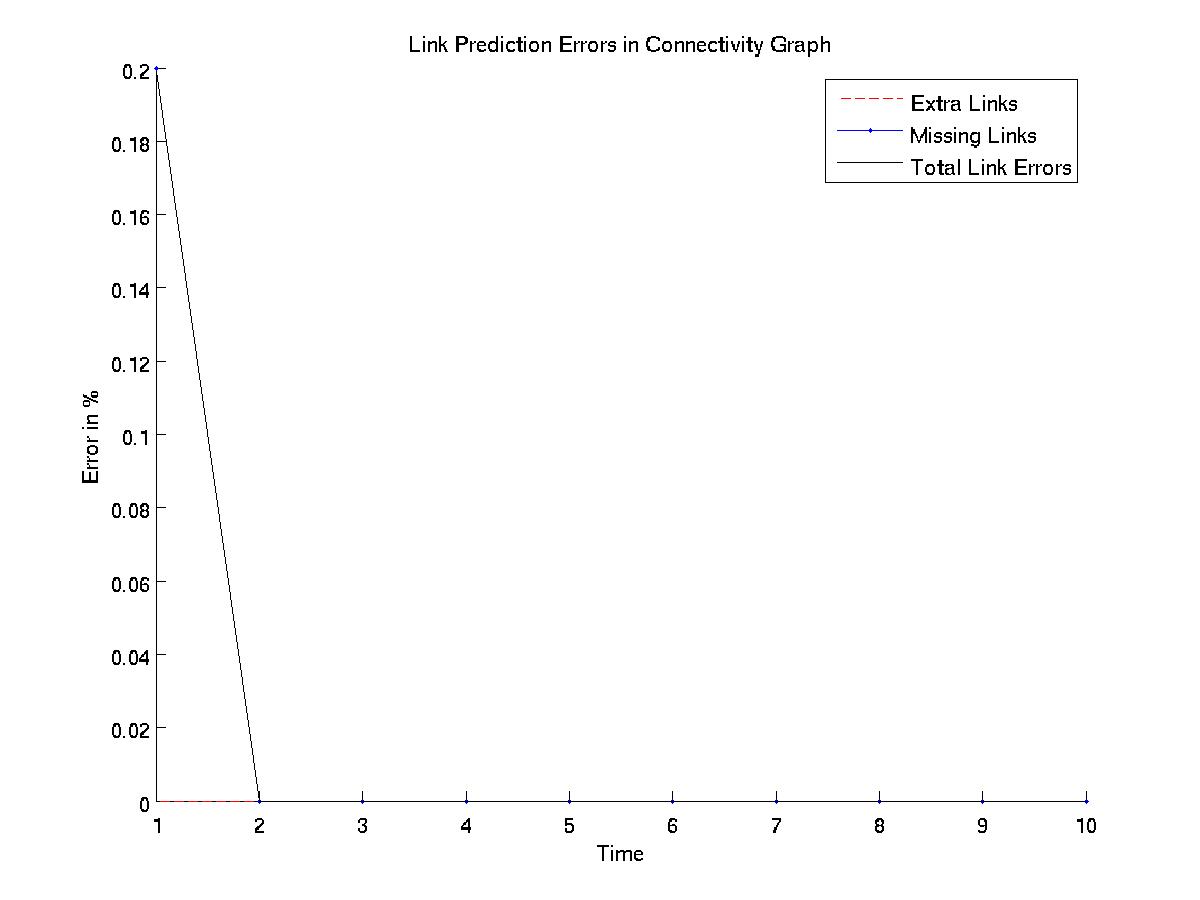 Link Prediction Errors in Connectivity Graph
Extra Links
Missing Links
Total Link Errors
Error in %
0.2
0.18
0.16
0.14
0.12
0.1
0.08
0.06
0.04
0.02
0
1 2 3 4 5 6 7 8 9 10
Time